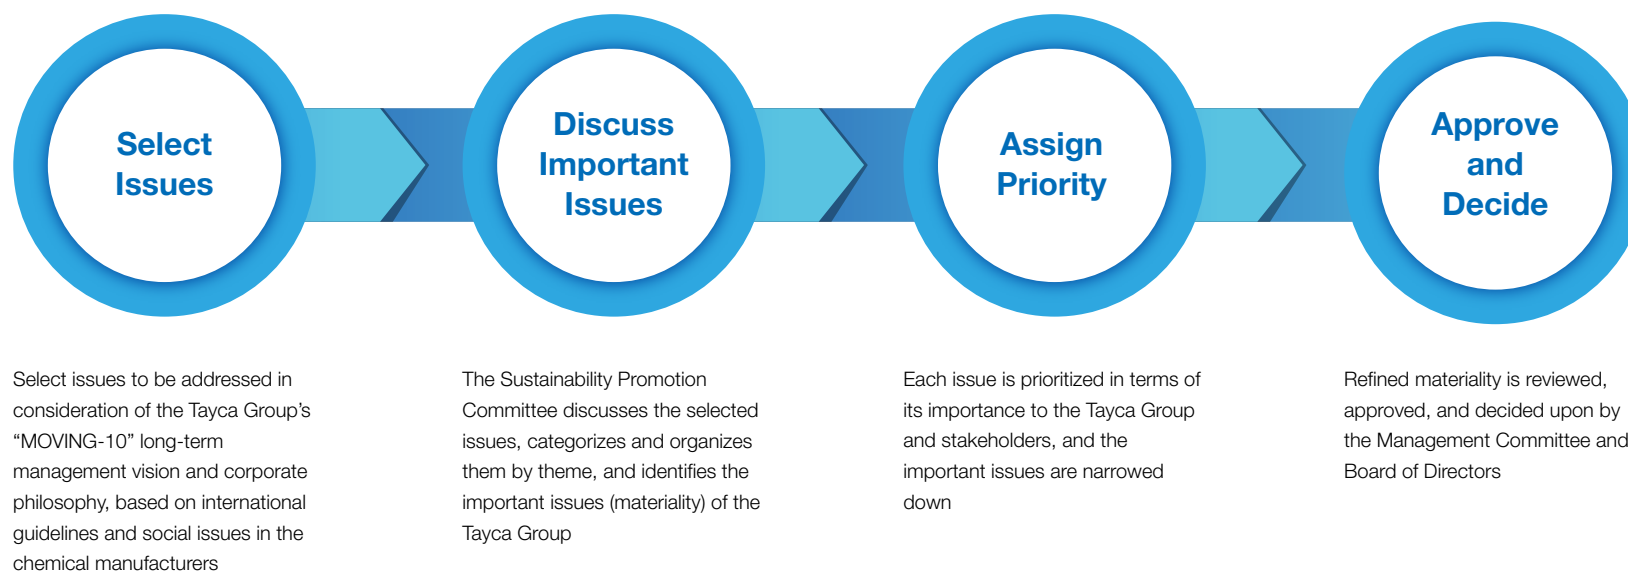 Select
Issues
Discuss
Important
Issues
Assign
Priority
Approve
and
Decide
Select issues to be addressed in
consideration of the Tayca Group’s
“MOVING-10” long-term
management vision and corporate
philosophy, based on international
guidelines and social issues in the
chemical manufacturers
The Sustainability Promotion
Committee discusses the selected
issues, categorizes and organizes
them by theme, and identifies the
important issues (materiality) of the
Tayca Group
Each issue is prioritized in terms of
its importance to the Tayca Group
and stakeholders, and the
important issues are narrowed
down
Refined materiality is reviewed,
approved, and decided upon by
the Management Committee and
Board of Directors